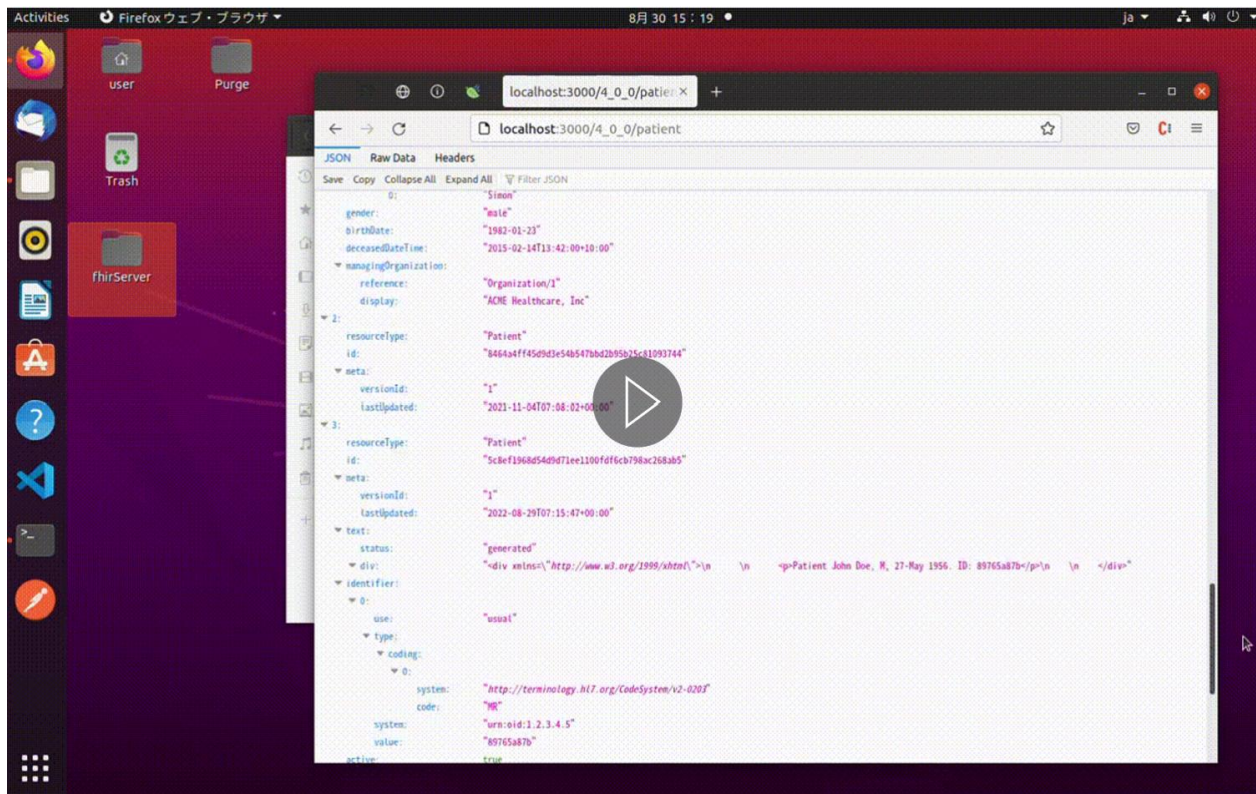 Activities Firefox ウェブ・ブラウザ 8月 30 15：19 ja
user Purge
Trash
fhirServer
localhost:3000/4_0_0/patien
localhost:3000/4_0_0/patient
JSON Raw Data Headers
Save Copy Collapse All Expand All Filter JSON
0: "Simon"
gender: "male"
birthDate: "1982-01-23"
deceasedDateTime: "2015-02-14T13:42:00+10:00"
managingOrganization:
reference: "Organization/1"
display: "ACME Healthcare, Inc"
2:
resourceType: "Patient"
id: "8464a4ff45d9d3e54b547bbd2b95b25c81093744"
meta:
versionId: "1"
lastUpdated: "2021-11-04T07:08:02+00:00"
3:
resourceType: "Patient"
id: "5c8ef1968d54d9d71ee1100fdf6cb798ac268ab5"
meta:
versionId: "1"
lastUpdated: "2022-08-29T07:15:47+00:00"
text:
status: "generated"
div: "<div xmlns=\"http://www.w3.org/1999/xhtml\">\n \n <p>Patient John Doe, M, 27-May 1956. ID: 89765a87b</p>\n \n </div>"
identifier:
0:
use: "usual"
type:
coding:
0:
system: "http://terminology.hl7.org/CodeSystem/v2-0203"
code: "MR"
system: "urn:oid:1.2.3.4.5"
value: "89765a87b"
active: true